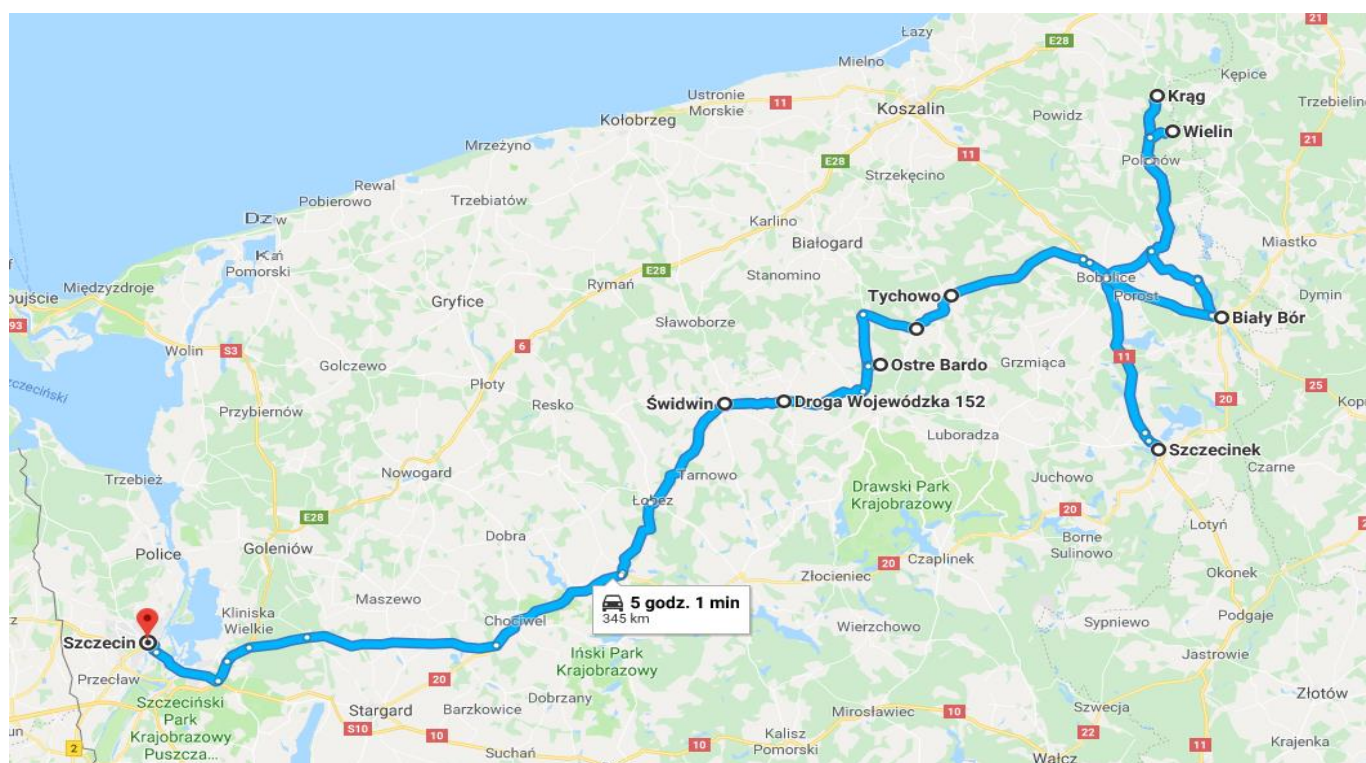 21
Łazy
E28
Kępice
Mielno
Krąg
Ustronie
Morskie
11
Koszalin
Powidz
Trzebielino
Kołobrzeg
Wielin
21
Mrzeżyno
11
Polanów
E28
Strzekęcino
Rewal
Trzebiatów
Pobierowo
Dz w
Karlino
Białogard
Miastko
Kań
Pomorski
E28
Stanomino
Bobolice
Międzyzdroje
Rymań
Porost
Dymin
oujście
Gryfice
Tychowo
Biały Bór
93
Sławoborze
Wolin
S3
6
Ostre Bardo
Grzmiąca
11
Golczewo
Płoty
25
Przybiernów
Resko
Świdwin
Droga Wojewódzka 152
20
Luboradza
Szczecinek
Nowogard
Tarnowo
Czarne
Trzebież
Drawski Park
Krajobrazowy
Juchowo
Łobez
20
E28
Lotyń
Dobra
Borne
Sulinowo
Police
Goleniów
20
Czaplinek
Złocieniec
Okonek
Maszewo
5 godz. 1 min
345 km
Kliniska
Wielkie
Chociwel
Podgaje
Wierzchowo
Sypniewo
Szczecin
Iński Park
Krajobrazowy
Jastrowie
Przecław
20
Dobrzany
Złotów
Szczeciński
Park
Krajobrazowy
Puszcza...
Stargard
Barzkowice
Mirosławiec
10
Szwecja
S10
10
Kalisz
Pomorski
22
2
Suchań
10
Wałcz
11
Krajenka